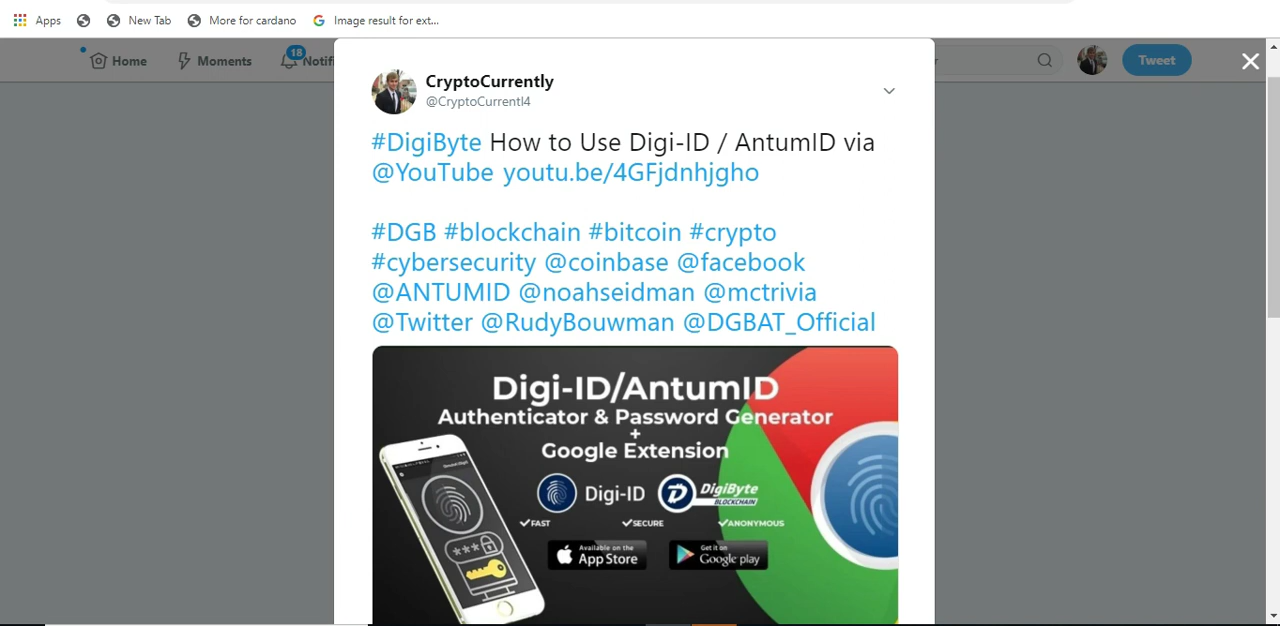 Apps
New Tab
More for cardano
Image result for ext...
Home
Moments
18
Notifi
r
Tweet
CryptoCurrently
@CryptoCurrentl4
#DigiByte How to Use Digi-ID / AntumID via
@YouTube youtu.be/4GFjdnhjgho
#DGB #blockchain #bitcoin #crypto
#cybersecurity @coinbase @facebook
@ANTUMID @noahseidman @mctrivia
@Twitter @RudyBouwman @DGBAT_Official
Digi-ID/AntumID
Authenticator & Password Generator
+
Google Extension
Digi-ID
DigiByte
BLOCKCHAIN
FAST
SECURE
ANONYMOUS
Available on the
App Store
Get it on
Google play
***